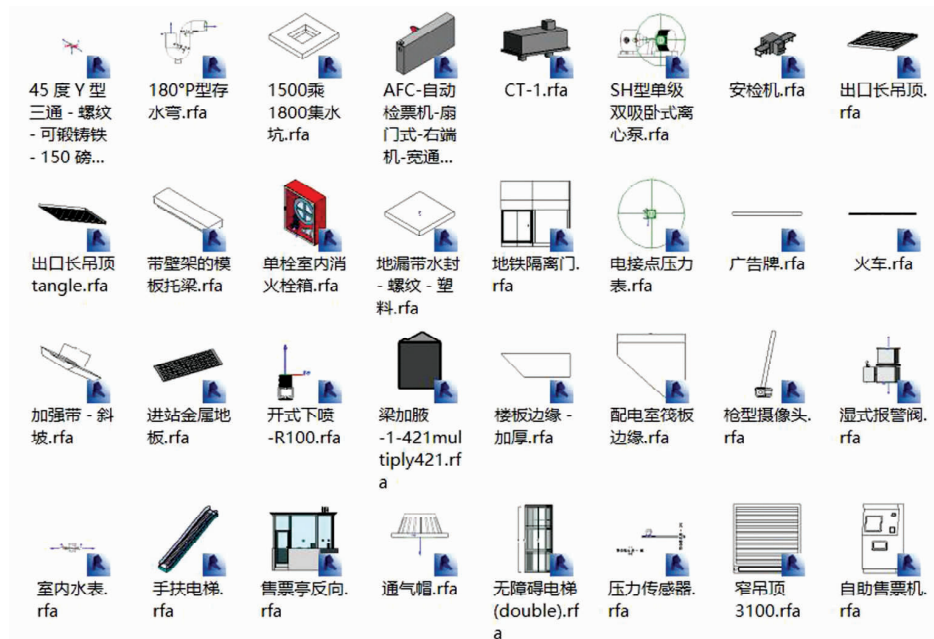 45 度 Y 型
三通 - 螺纹
- 可锻铸铁
- 150 磅...
180°P型存
水弯.rfa
1500乘
1800集水
坑.rfa
AFC-自动
检票机-扇
门式-右端
机-宽通...
CT-1.rfa
SH型单级
双吸卧式离
心泵.rfa
安检机.rfa
出口长吊顶.
rfa
出口长吊顶
tangle.rfa
带壁架的模
板托梁.rfa
单栓室内消
火栓箱.rfa
地漏带水封
- 螺纹 - 塑
料.rfa
地铁隔离门.
rfa
电接点压力
表.rfa
广告牌.rfa
火车.rfa
加强带 - 斜
坡.rfa
进站金属地
板.rfa
开式下喷
-R100.rfa
梁加腋
-1-421mul
tiply421.rf
a
楼板边缘 -
加厚.rfa
配电室筏板
边缘.rfa
枪型摄像头.
rfa
湿式报警阀.
rfa
室内水表.
rfa
手扶电梯.
rfa
售票亭反向.
rfa
通气帽.rfa
无障碍电梯
(double).rf
a
压力传感器.
rfa
窄吊顶
3100.rfa
自助售票机.
rfa